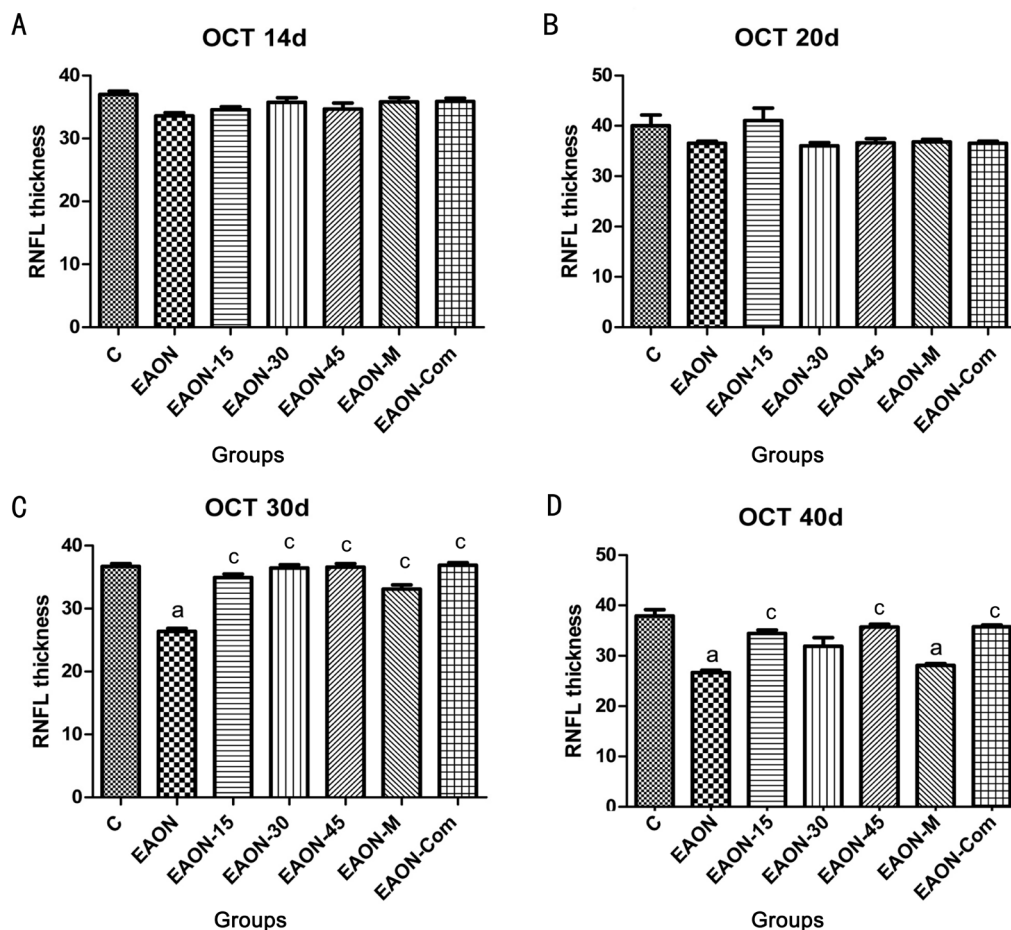 A
OCT 14d
RNFL thickness
40
30
20
10
0
C
EAON
EAON-15
EAON-30
EAON-45
EAON-M
EAON-Com
Groups
B
OCT 20d
RNFL thickness
50
40
30
20
10
0
C
EAON
EAON-15
EAON-30
EAON-45
EAON-M
EAON-Com
Groups
C
OCT 30d
RNFL thickness
40
30
20
10
0
a
c
c
c
c
c
C
EAON
EAON-15
EAON-30
EAON-45
EAON-M
EAON-Com
Groups
D
OCT 40d
RNFL thickness
50
40
30
20
10
0
a
c
c
a
c
C
EAON
EAON-15
EAON-30
EAON-45
EAON-M
EAON-Com
Groups